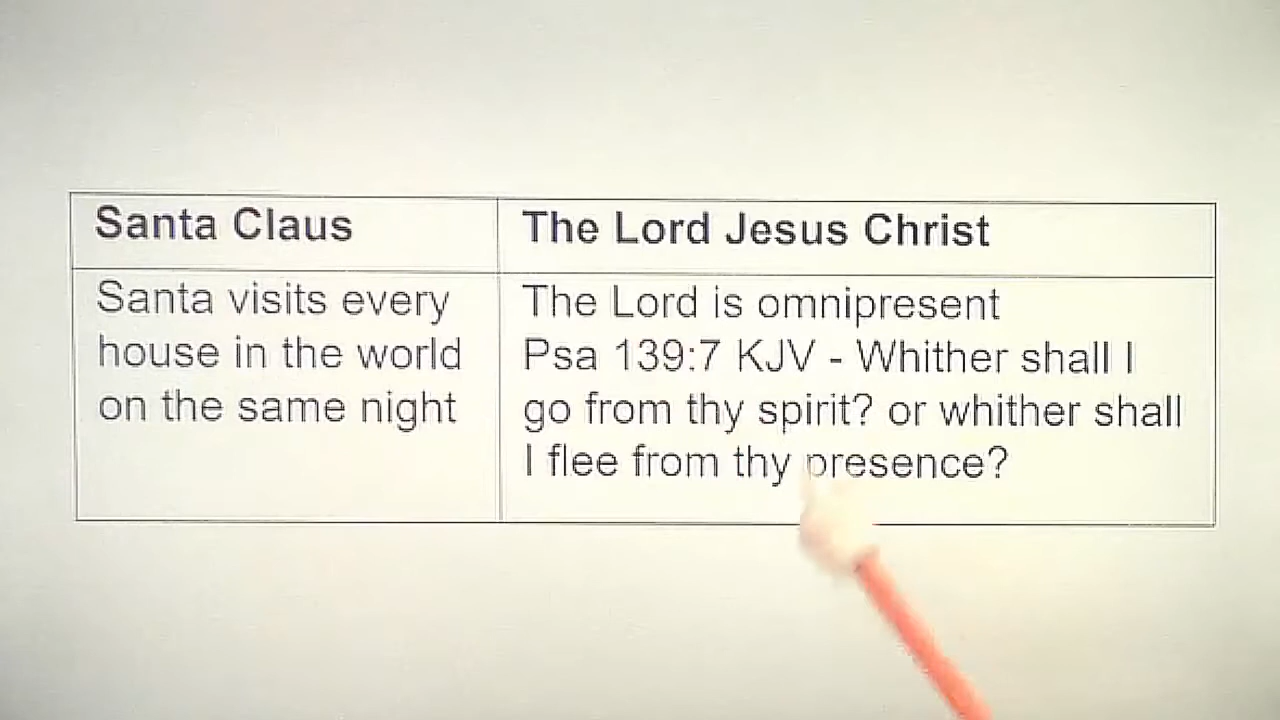 Santa Claus
The Lord Jesus Christ
Santa visits every
house in the world
on the same night
The Lord is omnipresent
Psa 139:7 KJV - Whither shall I
go from thy spirit? or whither shall
I flee from thy presence?